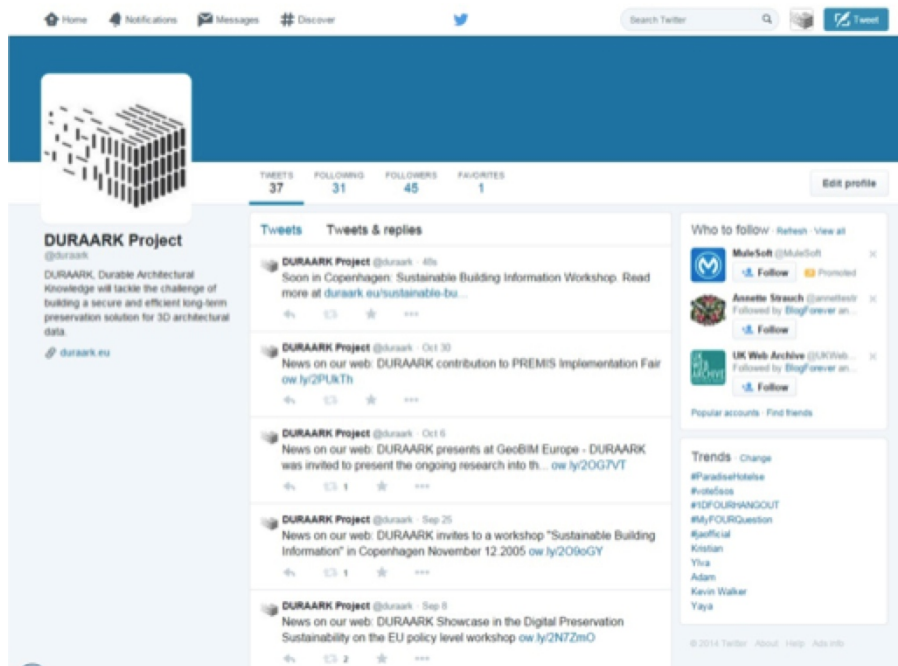 Home Notifications Messages Discover Search Twitter Tweet
TWEETS FOLLOWING FOLLOWERS FAVORITES
37 31 45 1
Edit profile
DURAARK Project
@duraark
DURAARK, Durable Architectural
Knowledge will tackle the challenge of
building a secure and efficient long-term
preservation solution for 3D architectural
data.
duraark.eu
Tweets Tweets & replies
DURAARK Project @duraark · 48s
Soon in Copenhagen: Sustainable Building Information Workshop. Read
more at duraark.eu/sustainable-bu...
DURAARK Project @duraark · Oct 30
News on our web: DURAARK contribution to PREMIS Implementation Fair
ow.ly/2PUkTh
DURAARK Project @duraark · Oct 6
News on our web: DURAARK presents at GeoBIM Europe - DURAARK
was invited to present the ongoing research into th... ow.ly/2OG7VT
1
DURAARK Project @duraark · Sep 25
News on our web: DURAARK invites to a workshop "Sustainable Building
Information" in Copenhagen November 12.2005 ow.ly/2O9oGY
1
DURAARK Project @duraark · Sep 8
News on our web: DURAARK Showcase in the Digital Preservation
Sustainability on the EU policy level workshop ow.ly/2N7ZmO
2
Who to follow · Refresh · View all
MuleSoft @MuleSoft
Follow Promoted
Annette Strauch @annettestr
Followed by BlogForever an...
Follow
UK Web Archive @UKWeb...
Followed by BlogForever an...
Follow
Popular accounts · Find friends
Trends · Change
#ParadiseHotelse
#vote5sos
#1DFOURHANGOUT
#MyFOURQuestion
#jaofficial
Kristian
Ylva
Adam
Kevin Walker
Yaya
© 2014 Twitter About Help Ads info